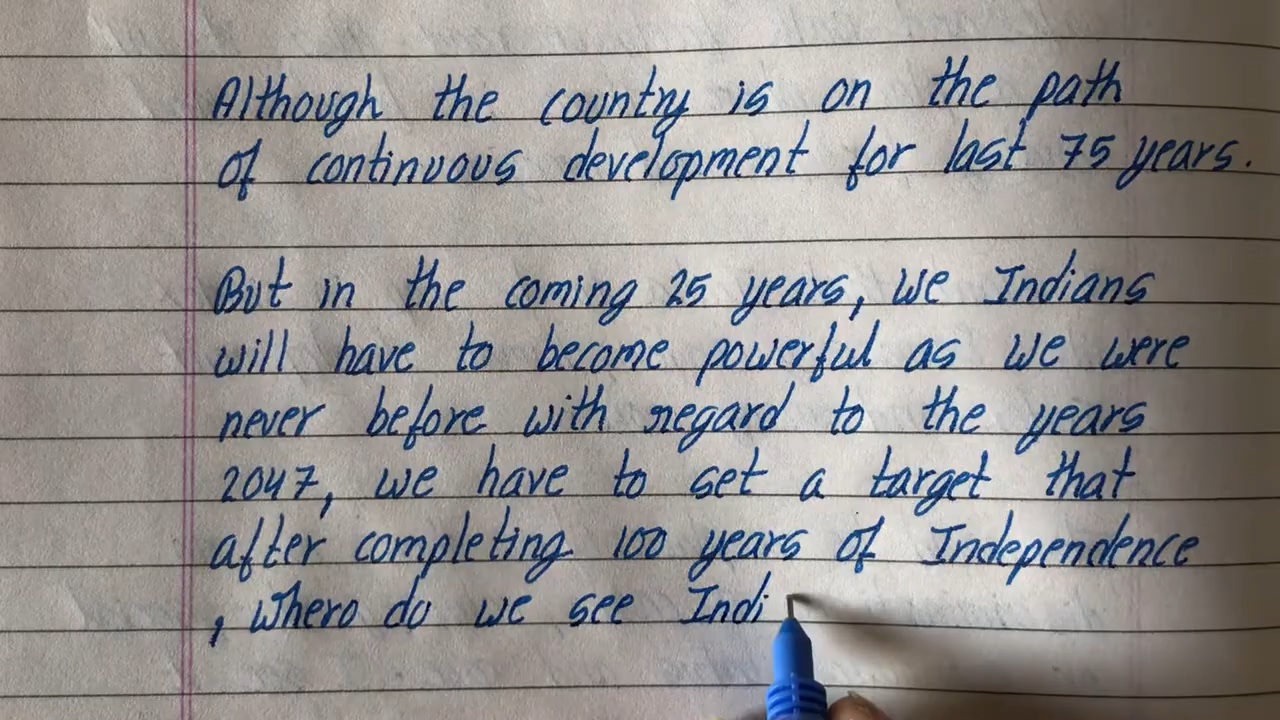 Although the country is on the path
of continuous development for last 75 years.
But in the coming 25 years, we Indians
will have to become powerful as we were
never before with regard to the years
2047, we have to set a target that
after completing 100 years of Independence
, where do we see Indi